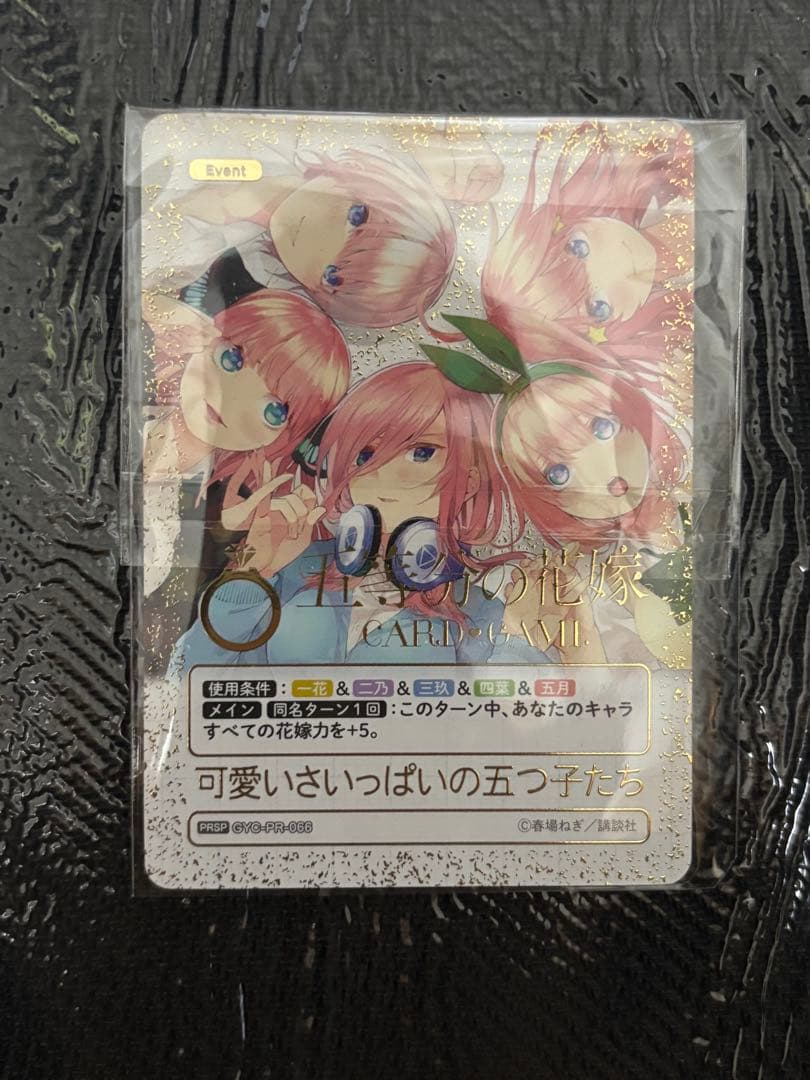 Event
五等分の花嫁
CARD♥GAME
使用条件：一花&二乃&三玖&四葉&五月
メイン 同名ターン1回：このターン中、あなたのキャラ
すべての花嫁力を+5。
可愛いさいっぱいの五つ子たち
PRSP GYC-PR-066 ©春場ねぎ／講談社